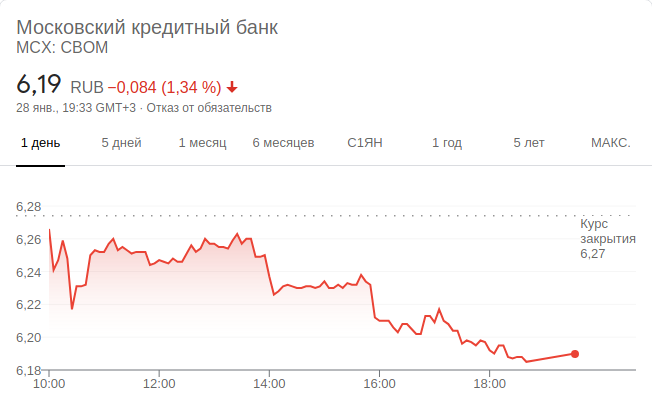 Московский кредитный банк
MCX: CBOM
6,19 RUB −0,084 (1,34 %)
28 янв., 19:33 GMT+3 · Отказ от обязательств
1 день 5 дней 1 месяц 6 месяцев С1ЯН 1 год 5 лет МАКС.
6,28
Курс
закрытия
6,27
6,26
6,24
6,22
6,20
6,18
10:00 12:00 14:00 16:00 18:00